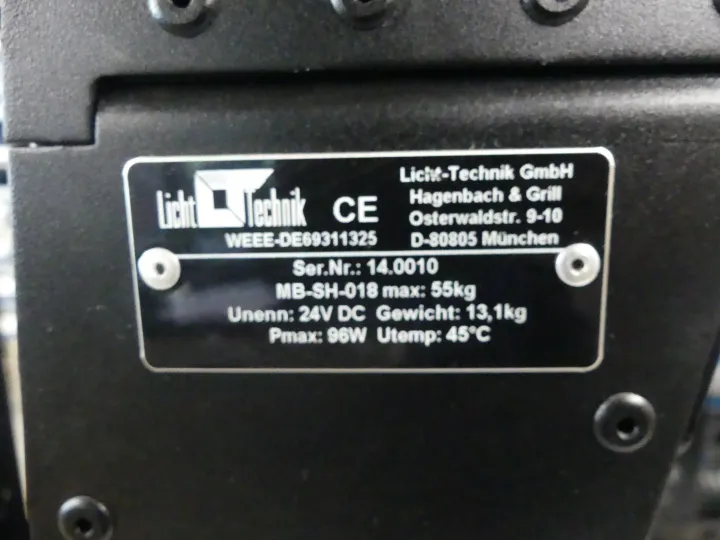 Licht Technik
CE
WEEE-DE69311325
Licht-Technik GmbH
Hagenbach & Grill
Osterwaldstr. 9-10
D-80805 München
Ser.Nr.: 14.0010
MB-SH-018 max: 55kg
Unenn: 24V DC Gewicht: 13,1kg
Pmax: 96W Utemp: 45°C